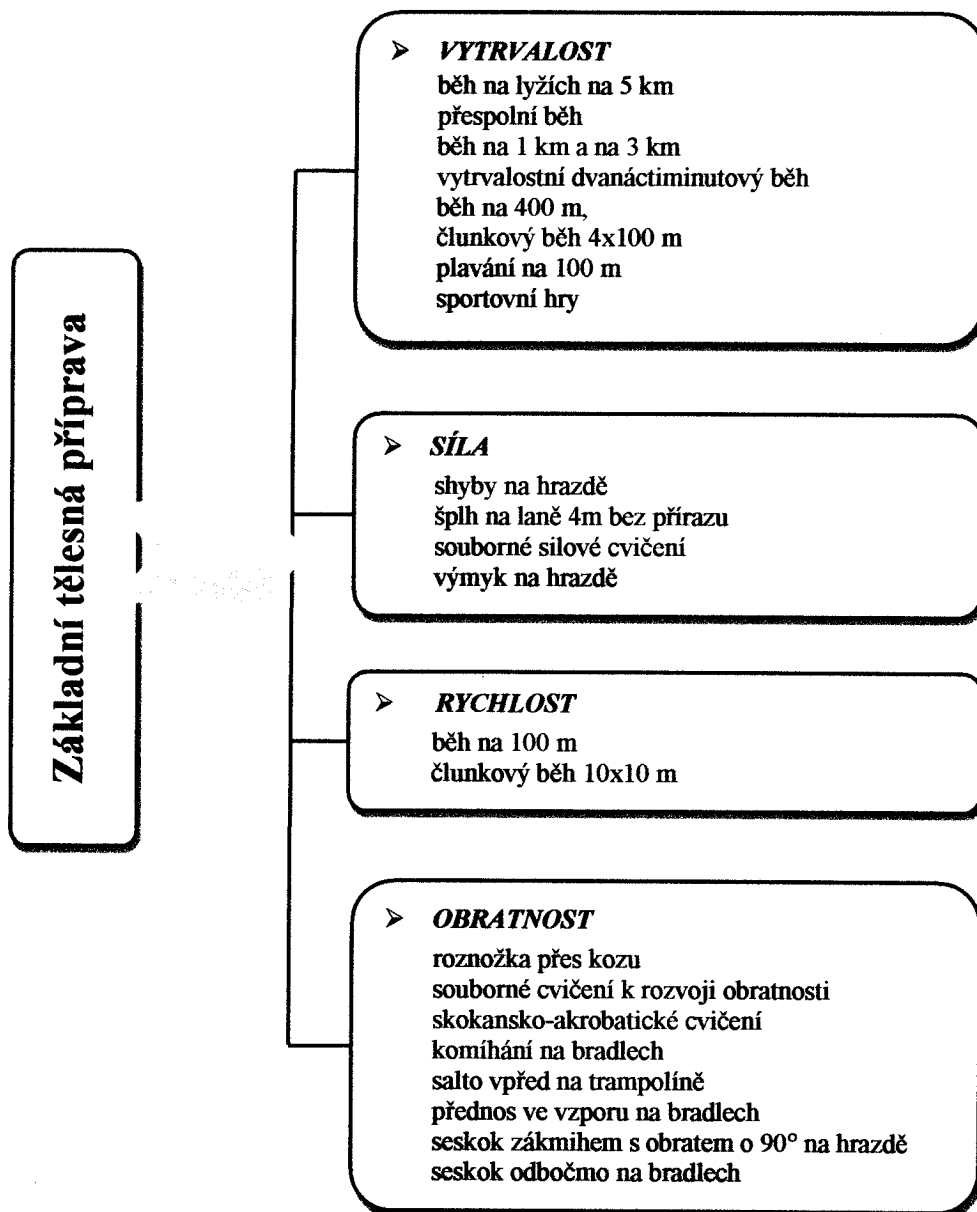 Základní tělesná příprava
➢ VYTRVALOST
běh na lyžích na 5 km
přespolní běh
běh na 1 km a na 3 km
vytrvalostní dvanáctiminutový běh
běh na 400 m,
člunkový běh 4x100 m
plavání na 100 m
sportovní hry
➢ SÍLA
shyby na hrazdě
šplh na laně 4m bez přírazu
souborné silové cvičení
výmyk na hrazdě
➢ RYCHLOST
běh na 100 m
člunkový běh 10x10 m
➢ OBRATNOST
roznožka přes kozu
souborné cvičení k rozvoji obratnosti
skokansko-akrobatické cvičení
komíhání na bradlech
salto vpřed na trampolíně
přednos ve vzporu na bradlech
seskok zákmihem s obratem o 90° na hrazdě
seskok odbočmo na bradlech